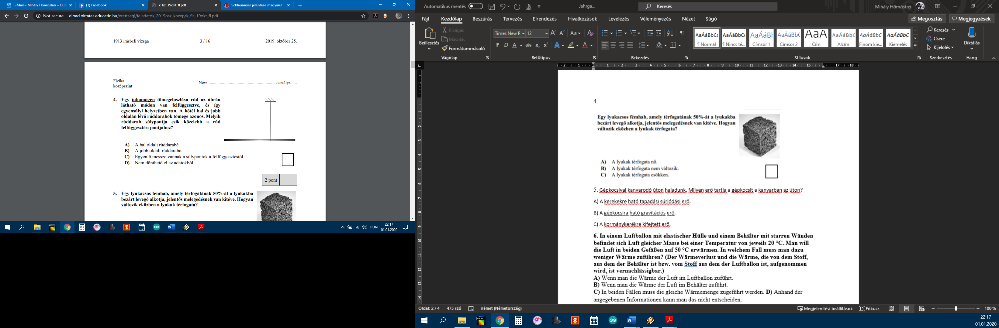 E-Mail – Mihály Hömöstrei – Out
(1) Facebook
k_fiz_19okt_fl.pdf
Schlaumeier jelentése magyarul
Not secure
dload.oktatas.educatio.hu/erettsegi/feladatok_2019osz_kozep/k_fiz_19okt_fl.pdf
1913 írásbeli vizsga
3 / 16
2019. október 25.
Fizika
középszint
Név: ........................................................... osztály:......
4. Egy inhomogén tömegeloszlású rúd az ábrán
látható módon van felfüggesztve, és így
egyensúlyi helyzetben van. A kötél bal és jobb
oldalán lévő rúddarabok tömege azonos. Melyik
rúddarab súlypontja esik közelebb a rúd
felfüggesztési pontjához?
A) A bal oldali rúddarabé.
B) A jobb oldali rúddarabé.
C) Egyenlő messze vannak a súlypontok a felfüggesztéstől.
D) Nem dönthető el az adatokból.
2 pont
5. Egy lyukacsos fémhab, amely térfogatának 50%-át a lyukakba
bezárt levegő alkotja, jelentős melegedésnek van kitéve. Hogyan
változik eközben a lyukak térfogata?
HUN
22:17
01.01.2020
Automatikus mentés
Jahrga...
Keresés
Mihály Hömöstrei
Fájl
Kezdőlap
Beszúrás
Tervezés
Elrendezés
Hivatkozások
Levelezés
Véleményezés
Nézet
Súgó
Megosztás
Megjegyzések
Beillesztés
Kivágás
Másolás
Formátummásoló
Vágólap
Times New R
12
Betűtípus
Bekezdés
AaÁáBbCc
¶ Normál
AaÁáBbCc
¶ Nincs té...
AaÁáBl
Címsor 1
AaÁáBb(
Címsor 2
AaA
Cím
AaÁáBb(
Alcím
AaÁáBbC
Finom kie...
AaÁáBbC
Kiemelés
Stílusok
Keresés
Csere
Kijelölés
Szerkesztés
Diktálás
Hang
4.
Egy lyukacsos fémhab, amely térfogatának 50%-át a lyukakba
bezárt levegő alkotja, jelentős melegedésnek van kitéve. Hogyan
változik eközben a lyukak térfogata?
A) A lyukak térfogata nő.
B) A lyukak térfogata nem változik.
C) A lyukak térfogata csökken.
5. Gépkocsival kanyarodó úton haladunk. Milyen erő tartja a gépkocsit a kanyarban az úton?
A) A kerekekre ható tapadási súrlódási erő.
B) A gépkocsira ható gravitációs erő.
C) A kormánykerékre kifejtett erő.
6. In einem Luftballon mit elastischer Hülle und einem Behälter mit starren Wänden
befindet sich Luft gleicher Masse bei einer Temperatur von jeweils 20 °C. Man will
die Luft in beiden Gefäßen auf 50 °C erwärmen. In welchem Fall muss man dazu
weniger Wärme zuführen? (Der Wärmeverlust und die Wärme, die von dem Stoff,
aus dem der Behälter ist bzw. vom Stoff aus dem der Luftballon ist, aufgenommen
wird, ist vernachlässigbar.)
A) Wenn man die Wärme der Luft im Luftballon zuführt.
B) Wenn man die Wärme der Luft im Behälter zuführt.
C) In beiden Fällen muss die gleiche Wärmemenge zugeführt werden. D) Anhand der
angegebenen Informationen kann man das nicht entscheiden.
Oldal: 2 / 4
475 szó
német (Németország)
Megjelenítési beállítások
Fókusz
100 %
22:17
01.01.2020